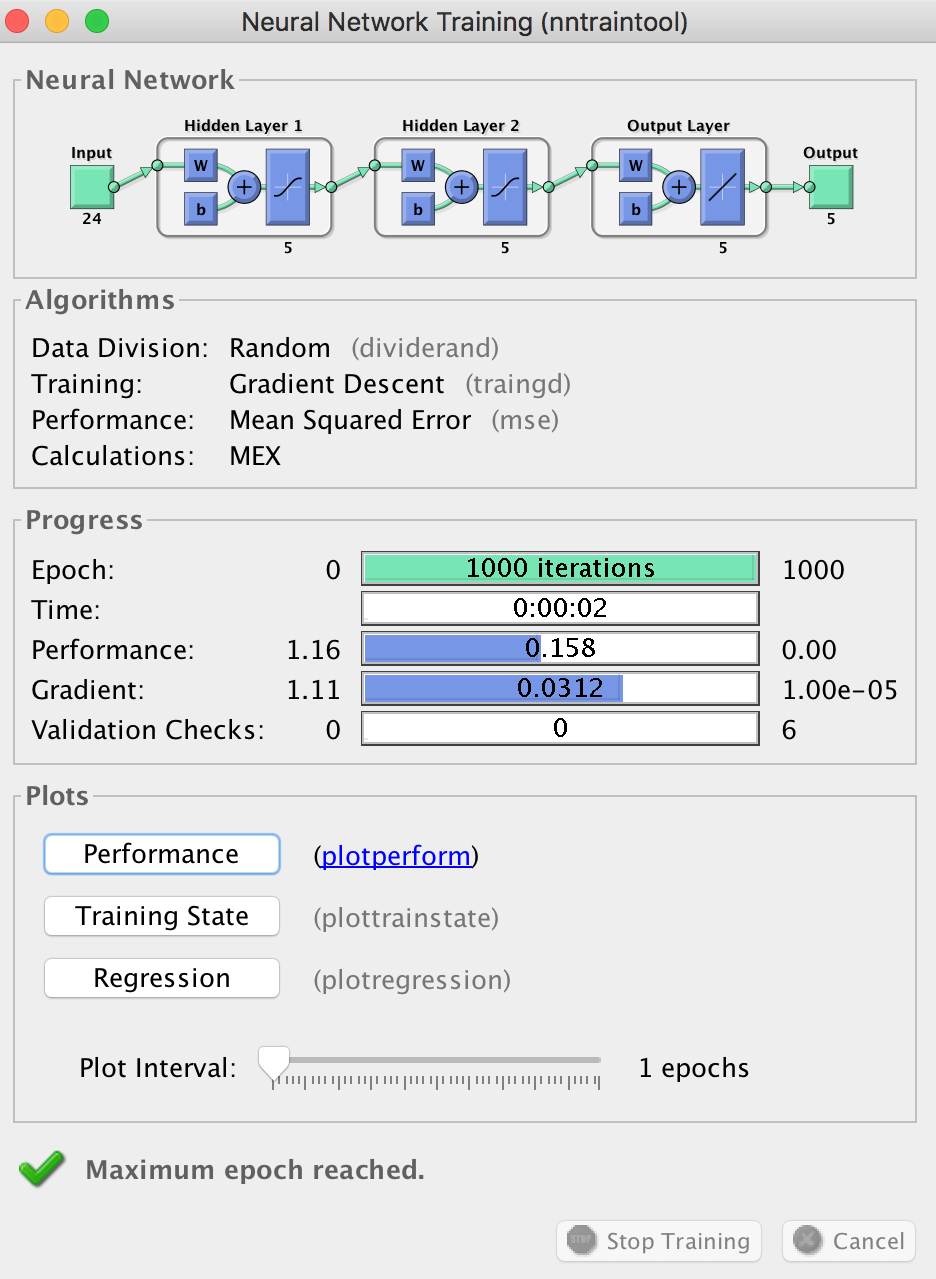 Neural Network Training (nntraintool)
Neural Network
Hidden Layer 1 Hidden Layer 2 Output Layer
Input Output
W W W
+ + +
b b b
24 5
5 5 5
Algorithms
Data Division: Random (dividerand)
Training: Gradient Descent (traingd)
Performance: Mean Squared Error (mse)
Calculations: MEX
Progress
Epoch: 0 1000 iterations 1000
Time: 0:00:02
Performance: 1.16 0.158 0.00
Gradient: 1.11 0.0312 1.00e-05
Validation Checks: 0 0 6
Plots
Performance (plotperform)
Training State (plottrainstate)
Regression (plotregression)
Plot Interval: 1 epochs
Maximum epoch reached.
STOP Stop Training Cancel